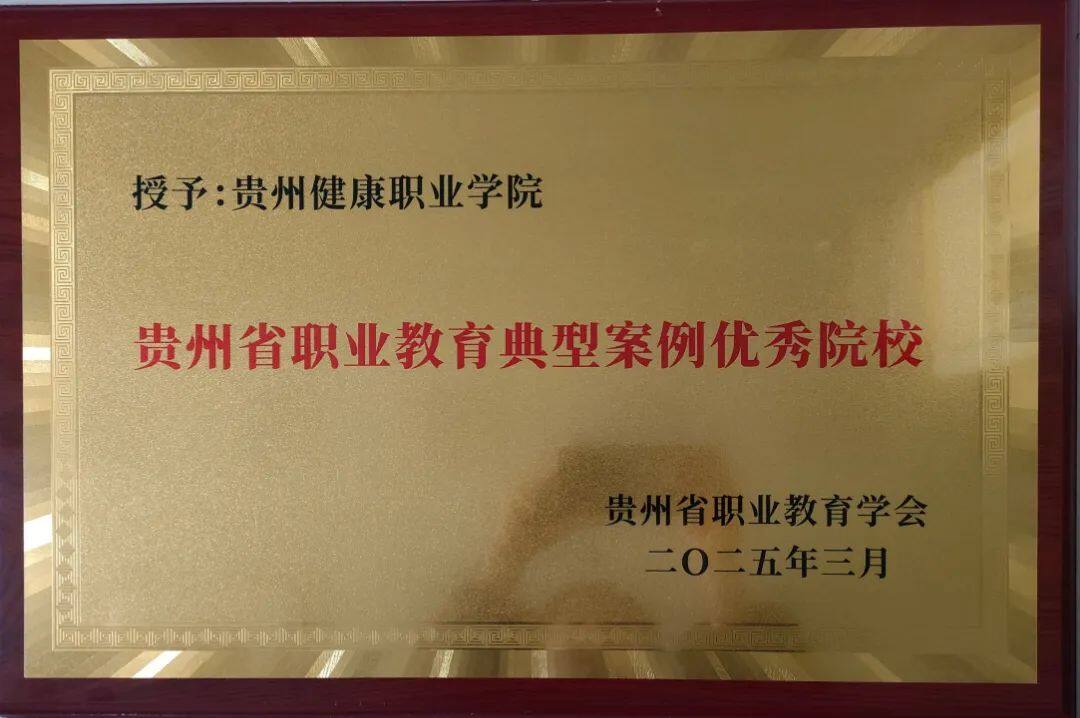 授予:贵州健康职业学院
贵州省职业教育典型案例优秀院校
贵州省职业教育学会
二〇二五年三月